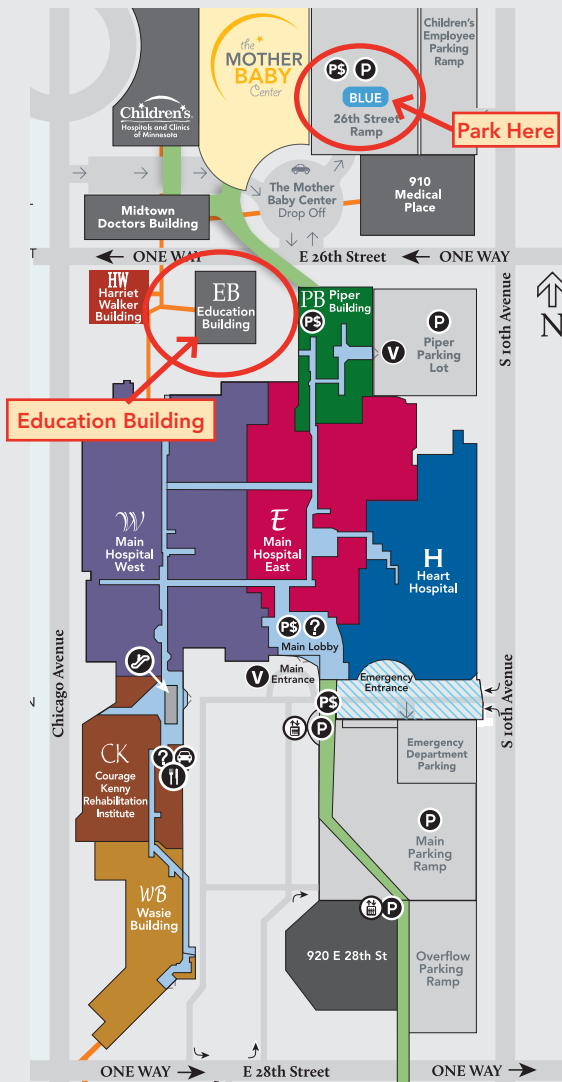 the
MOTHER
BABY
Center
Children's
Employee
Parking
Ramp
P$ P
BLUE
26th Street
Ramp
Park Here
Children's
Hospitals and Clinics
of Minnesota
The Mother
Baby Center
Drop Off
910
Medical
Place
Midtown
Doctors Building
ONE WAY
E 26th Street
ONE WAY
HW
Harriet
Walker
Building
EB
Education
Building
PB Piper
Building
P$
V
P
Piper
Parking
Lot
S 10th Avenue
N
Education Building
W
Main
Hospital
West
E
Main
Hospital
East
H
Heart
Hospital
P$ ?
Main Lobby
V
Main
Entrance
Emergency
Entrance
Chicago Avenue
S 10th Avenue
P$
P
Emergency
Department
Parking
CK
Courage
Kenny
Rehabilitation
Institute
?
P
Main
Parking
Ramp
WB
Wasie
Building
P
920 E 28th St
Overflow
Parking
Ramp
ONE WAY
E 28th Street
ONE WAY